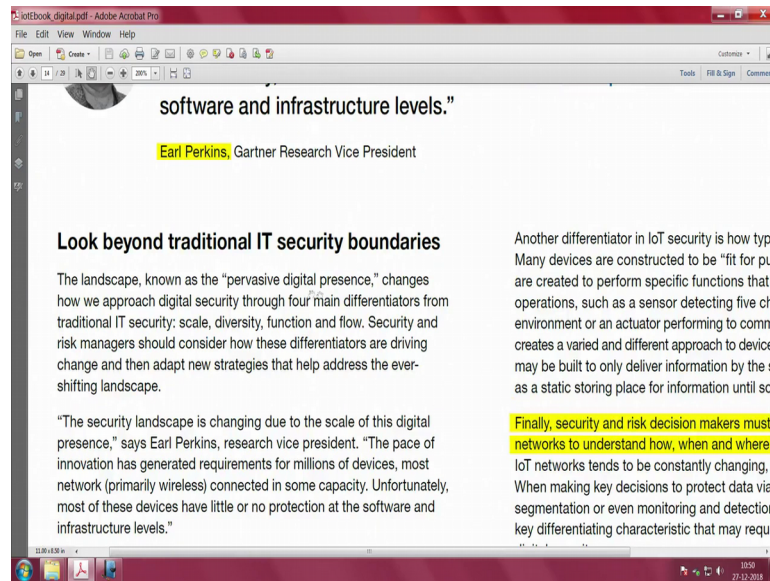 iotEbook_digital.pdf - Adobe Acrobat Pro
File Edit View Window Help
Open Create Customize
14 / 29 200% Tools Fill & Sign Commen
software and infrastructure levels.”
Earl Perkins, Gartner Research Vice President
Look beyond traditional IT security boundaries
The landscape, known as the “pervasive digital presence,” changes
how we approach digital security through four main differentiators from
traditional IT security: scale, diversity, function and flow. Security and
risk managers should consider how these differentiators are driving
change and then adapt new strategies that help address the ever-
shifting landscape.
“The security landscape is changing due to the scale of this digital
presence,” says Earl Perkins, research vice president. “The pace of
innovation has generated requirements for millions of devices, most
network (primarily wireless) connected in some capacity. Unfortunately,
most of these devices have little or no protection at the software and
infrastructure levels.”
Another differentiator in IoT security is how typ
Many devices are constructed to be “fit for pu
are created to perform specific functions that
operations, such as a sensor detecting five ch
environment or an actuator performing to comm
creates a varied and different approach to device
may be built to only deliver information by the s
as a static storing place for information until so
Finally, security and risk decision makers must
networks to understand how, when and where
IoT networks tends to be constantly changing,
When making key decisions to protect data via
segmentation or even monitoring and detection
key differentiating characteristic that may requ
11.00 x 8.50 in
10:50
27-12-2018